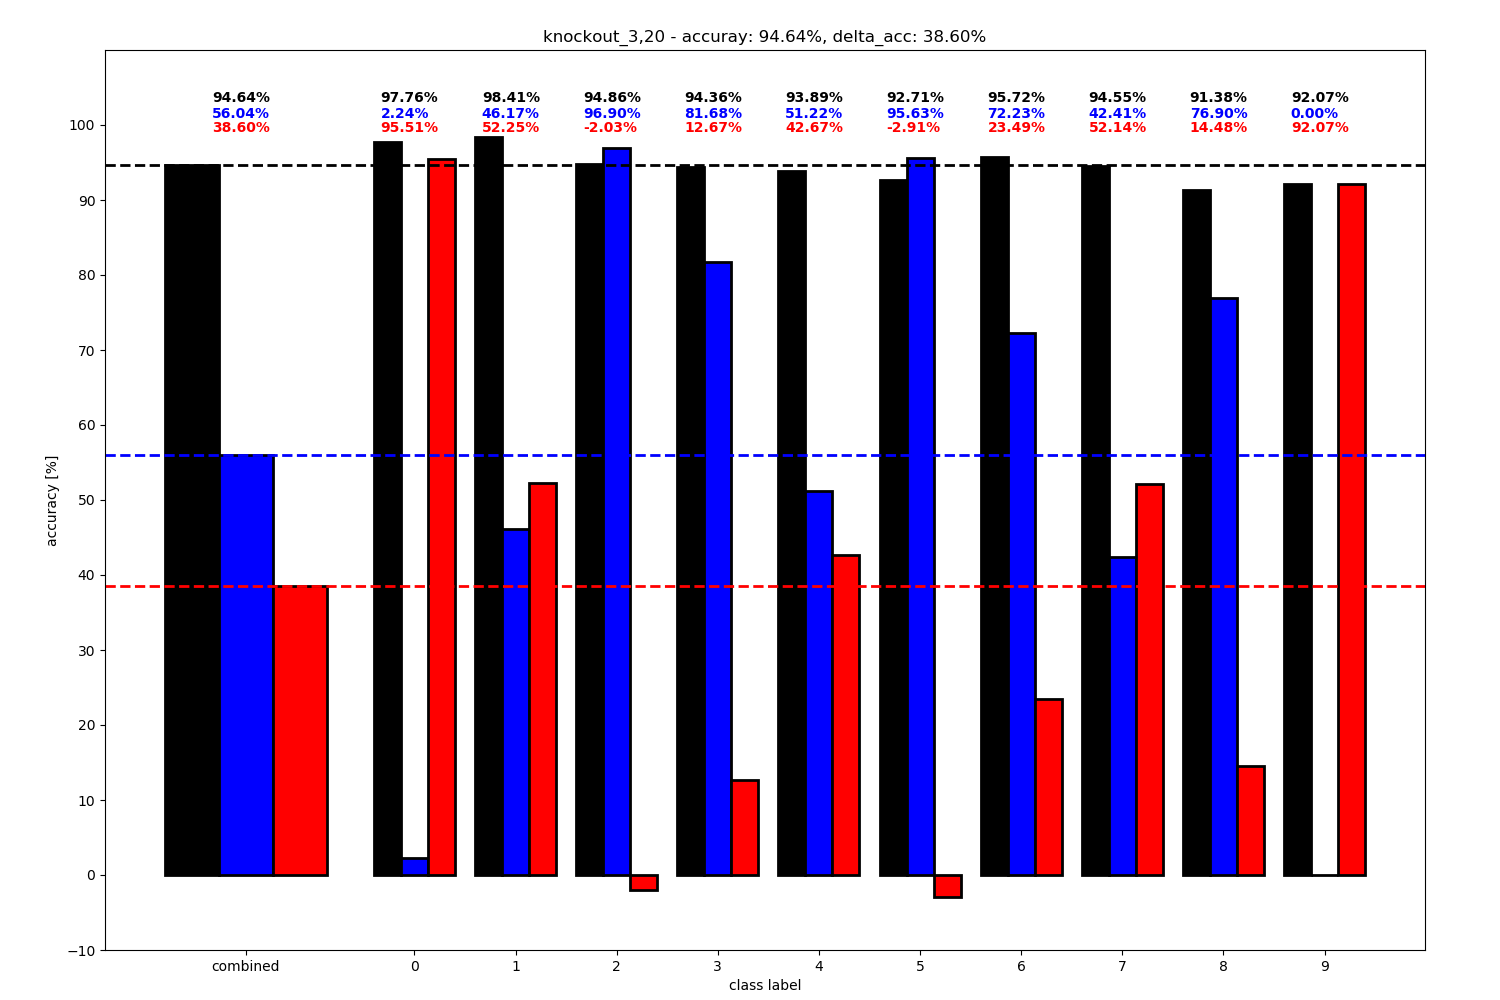 knockout_3,20 - accuray: 94.64%, delta_acc: 38.60%
94.64% 97.76% 98.41% 94.86% 94.36% 93.89% 92.71% 95.72% 94.55% 91.38% 92.07%
56.04% 2.24% 46.17% 96.90% 81.68% 51.22% 95.63% 72.23% 42.41% 76.90% 0.00%
38.60% 95.51% 52.25% -2.03% 12.67% 42.67% -2.91% 23.49% 52.14% 14.48% 92.07%
100
90
80
70
60
50
40
30
20
10
0
−10
accuracy [%]
combined 0 1 2 3 4 5 6 7 8 9
class label